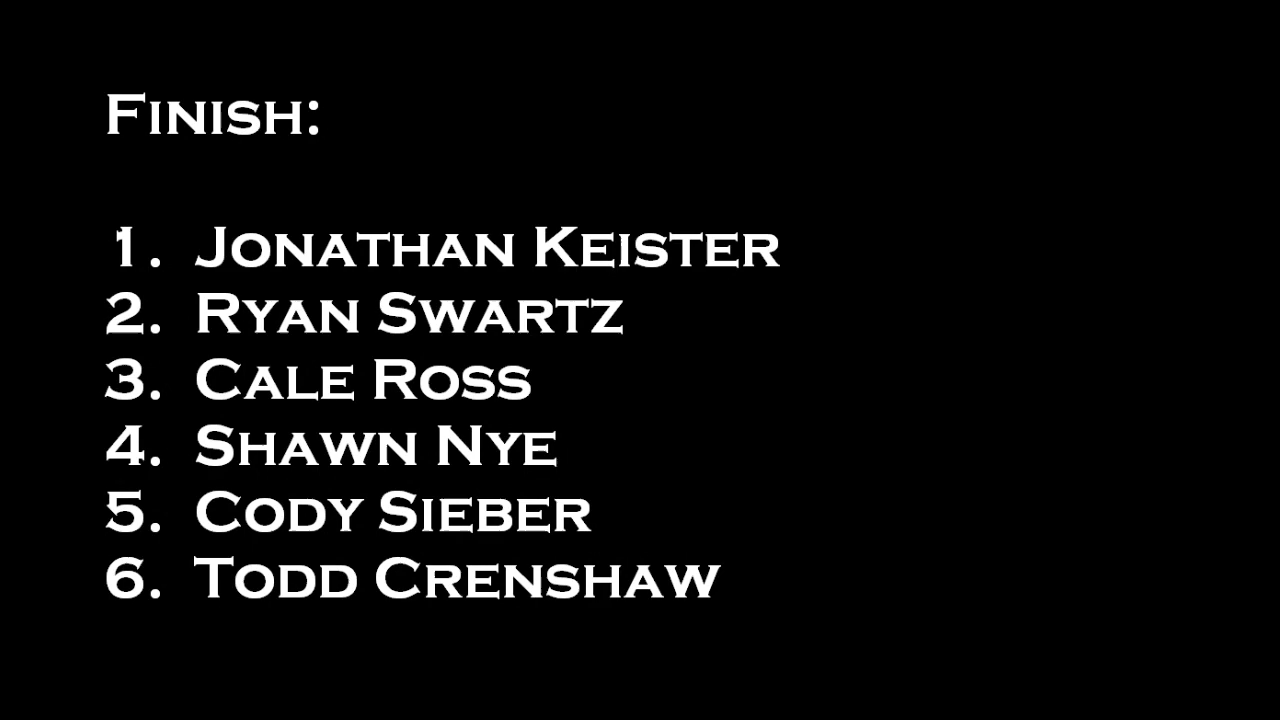 Finish:
1. Jonathan Keister
2. Ryan Swartz
3. Cale Ross
4. Shawn Nye
5. Cody Sieber
6. Todd Crenshaw